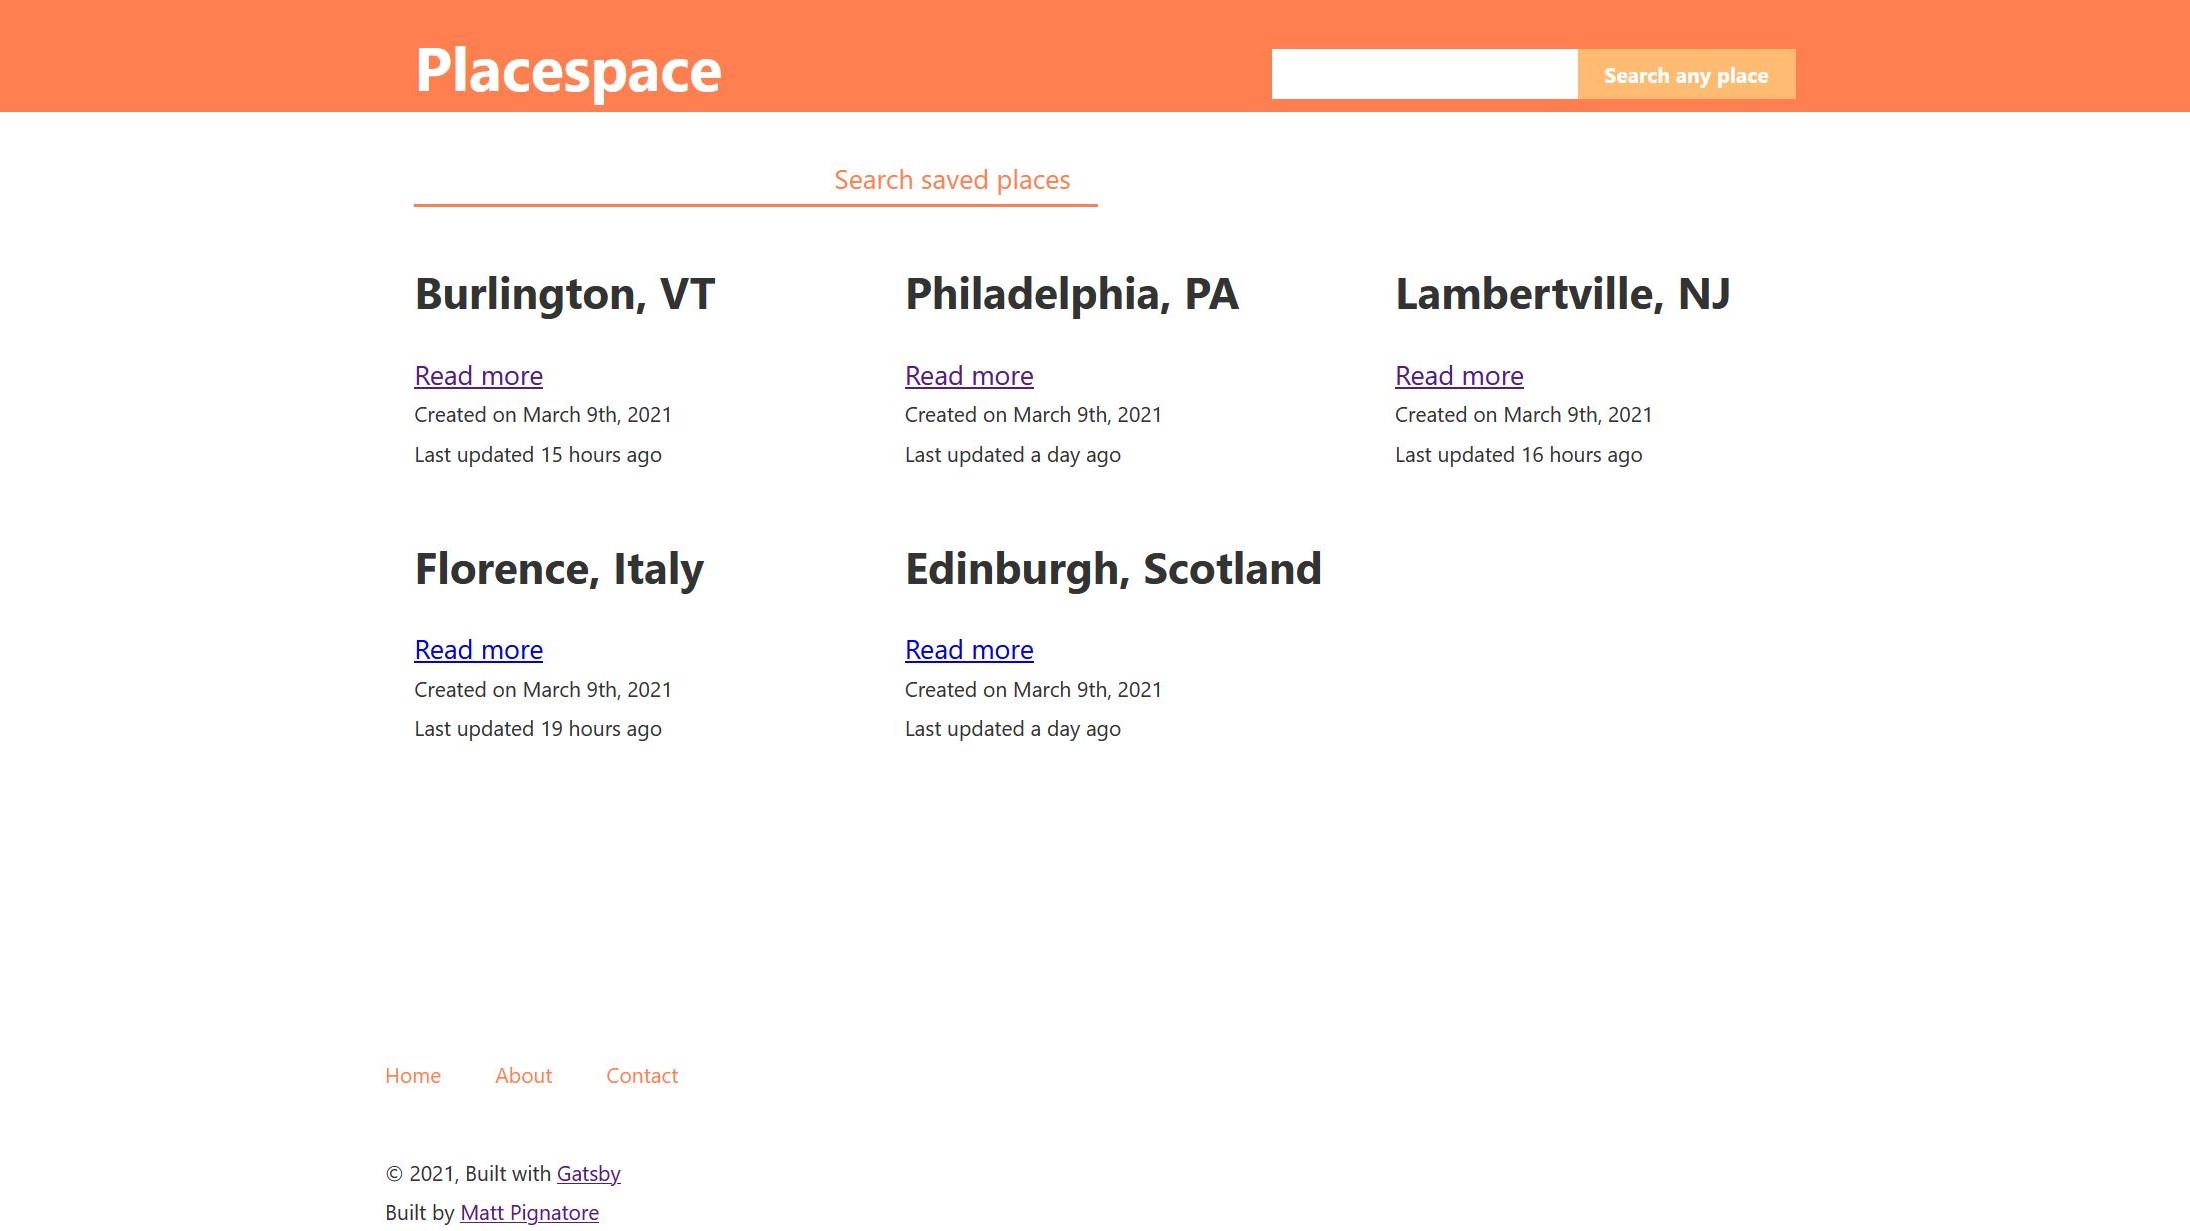 Placespace
Search any place
Search saved places
Burlington, VT
Read more
Created on March 9th, 2021
Last updated 15 hours ago
Philadelphia, PA
Read more
Created on March 9th, 2021
Last updated a day ago
Lambertville, NJ
Read more
Created on March 9th, 2021
Last updated 16 hours ago
Florence, Italy
Read more
Created on March 9th, 2021
Last updated 19 hours ago
Edinburgh, Scotland
Read more
Created on March 9th, 2021
Last updated a day ago
Home About Contact
© 2021, Built with Gatsby
Built by Matt Pignatore